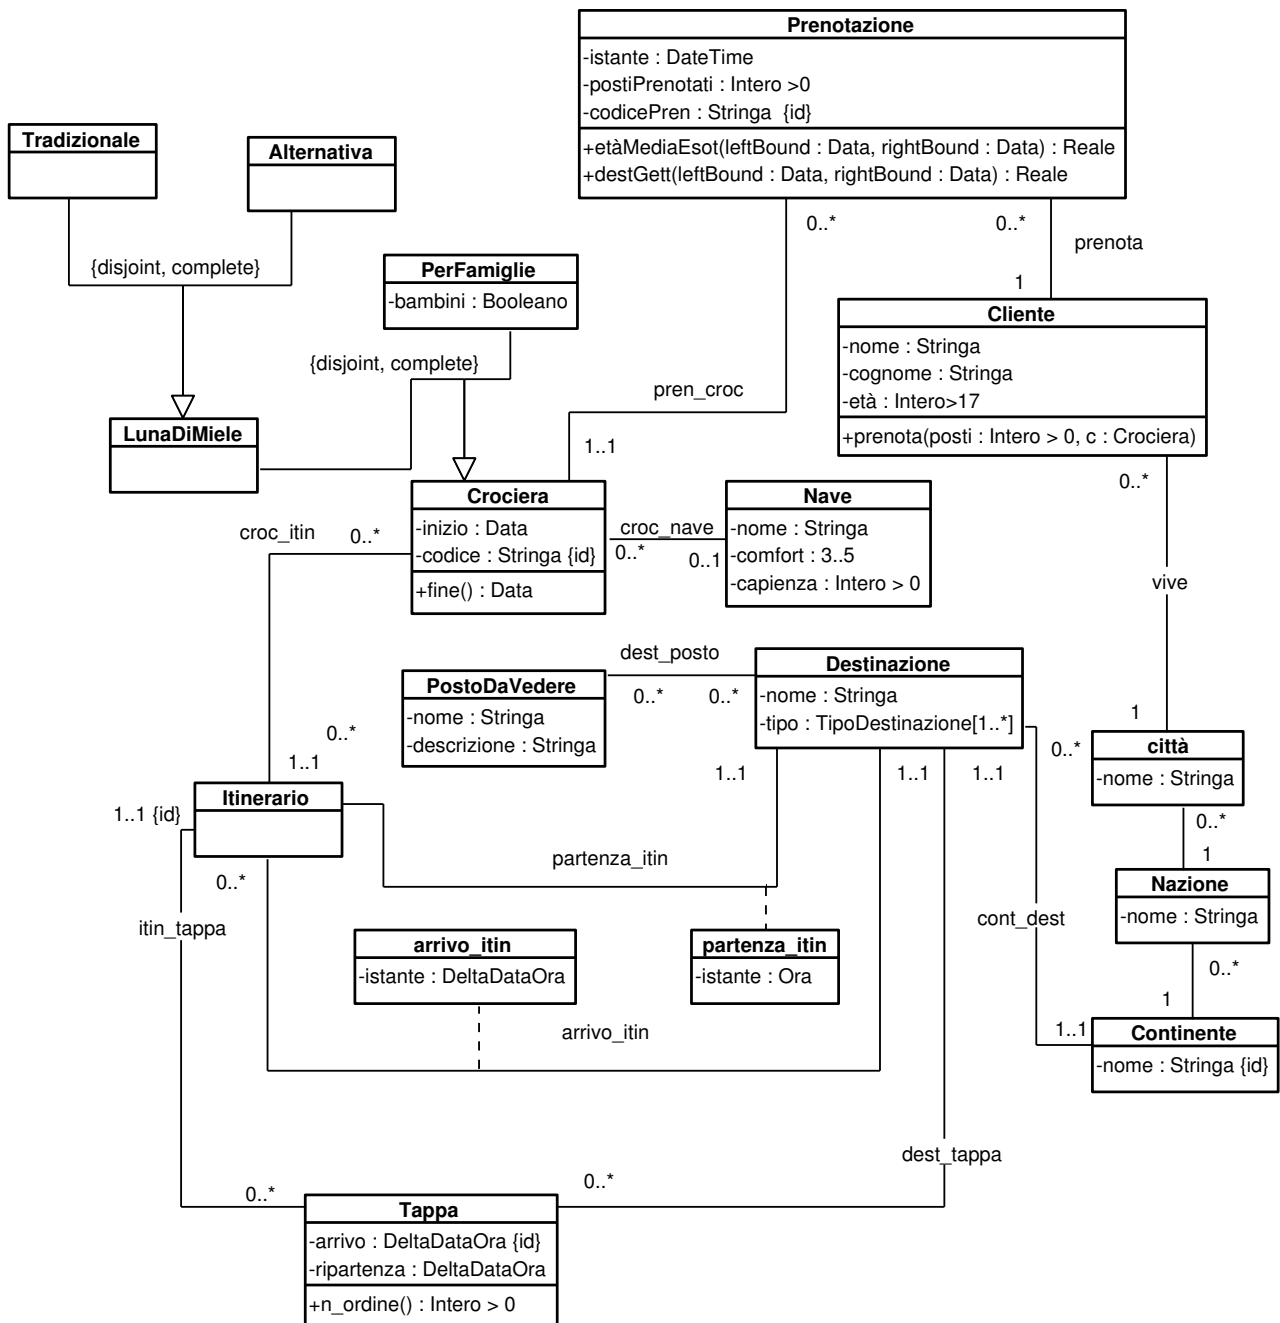 Prenotazione
-istante : DateTime
-postiPrenotati : Intero >0
-codicePren : Stringa {id}
+etàMediaEsot(leftBound : Data, rightBound : Data) : Reale
+destGett(leftBound : Data, rightBound : Data) : Reale
Tradizionale
Alternativa
0..*
0..*
prenota
{disjoint, complete}
PerFamiglie
-bambini : Booleano
1
Cliente
-nome : Stringa
-cognome : Stringa
-età : Intero>17
+prenota(posti : Intero > 0, c : Crociera)
{disjoint, complete}
pren_croc
LunaDiMiele
1..1
0..*
Crociera
-inizio : Data
-codice : Stringa {id}
+fine() : Data
croc_itin
0..*
croc_nave
0..*
0..1
Nave
-nome : Stringa
-comfort : 3..5
-capienza : Intero > 0
vive
dest_posto
PostoDaVedere
-nome : Stringa
-descrizione : Stringa
0..*
0..*
Destinazione
-nome : Stringa
-tipo : TipoDestinazione[1..*]
1
0..*
città
-nome : Stringa
0..*
1..1
1..1
1..1
1..1
Itinerario
1..1 {id}
0..*
0..*
1
partenza_itin
Nazione
-nome : Stringa
itin_tappa
cont_dest
arrivo_itin
-istante : DeltaDataOra
partenza_itin
-istante : Ora
0..*
1
arrivo_itin
1..1
Continente
-nome : Stringa {id}
dest_tappa
0..*
0..*
Tappa
-arrivo : DeltaDataOra {id}
-ripartenza : DeltaDataOra
+n_ordine() : Intero > 0